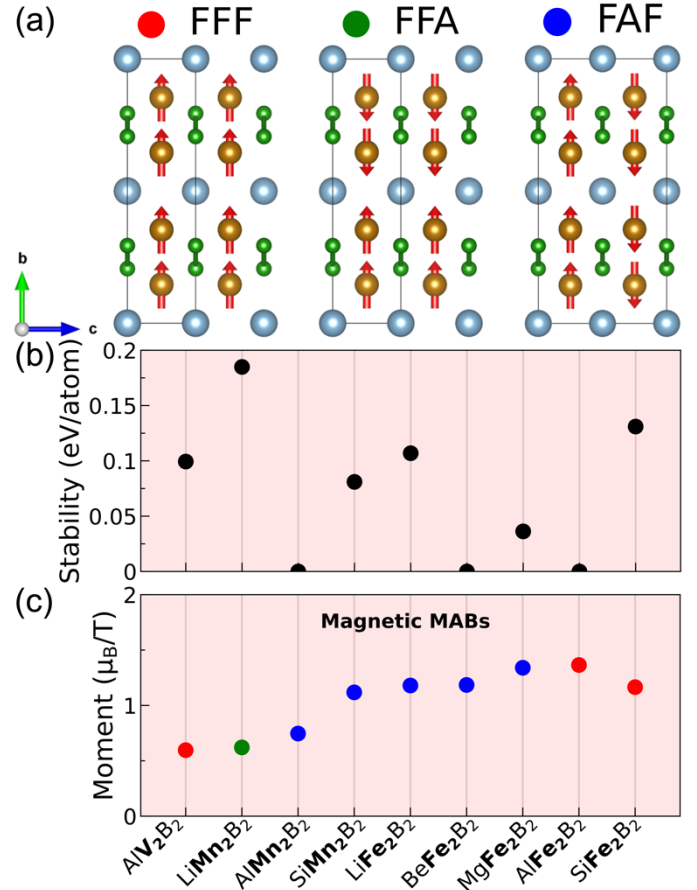 (a) FFF FFA FAF
b
c
(b)
Stability (eV/atom)
0.2
0.15
0.1
0.05
0
(c)
Moment (μ_B/T)
2
1
0
Magnetic MABs
AlV₂B₂
LiMn₂B₂
AlMn₂B₂
SiMn₂B₂
LiFe₂B₂
BeFe₂B₂
MgFe₂B₂
AlFe₂B₂
SiFe₂B₂